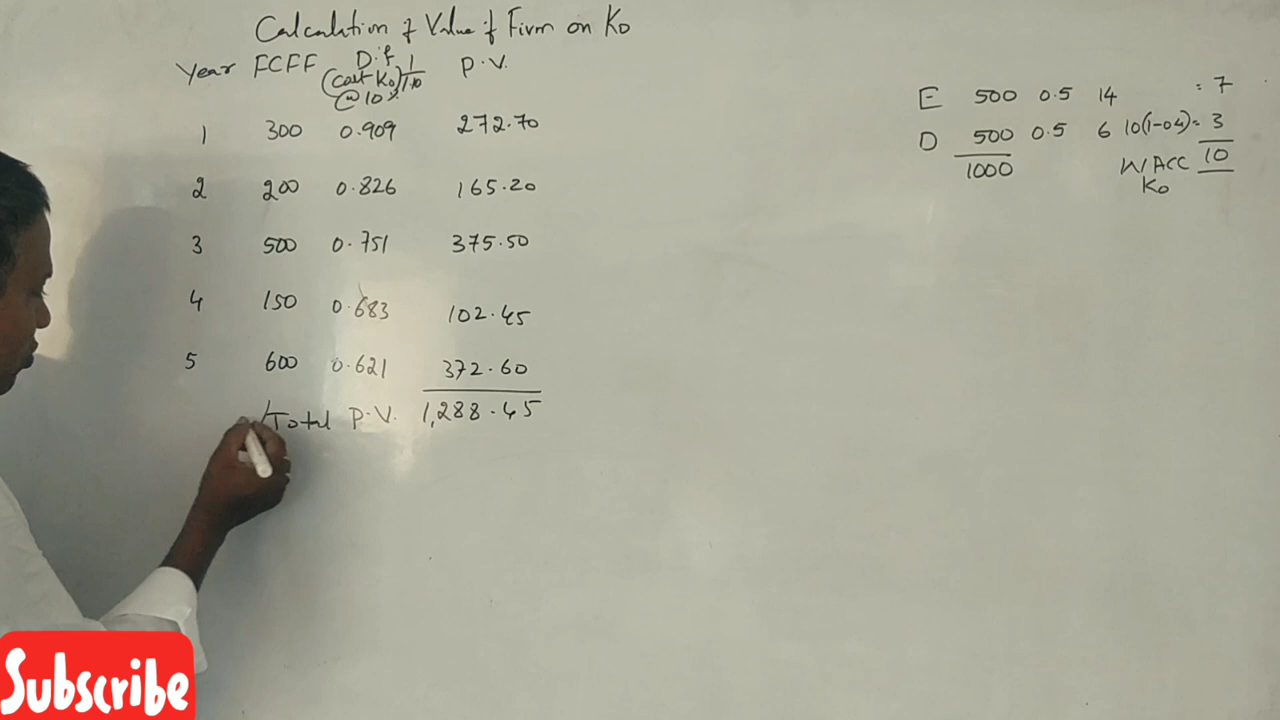 Calculation of Value of Firm on Ko
Year FCFF D.f 1/1.10 P.V.
(Cost Ko)
@ 10%
1 300 0.909 272.70
2 200 0.826 165.20
3 500 0.751 375.50
4 150 0.683 102.45
5 600 0.621 372.60
Total P.V. 1,288.45
E 500 0.5 14 = 7
D 500 0.5 6 10(1-04)= 3
1000 WACC 10
Ko
Subscribe